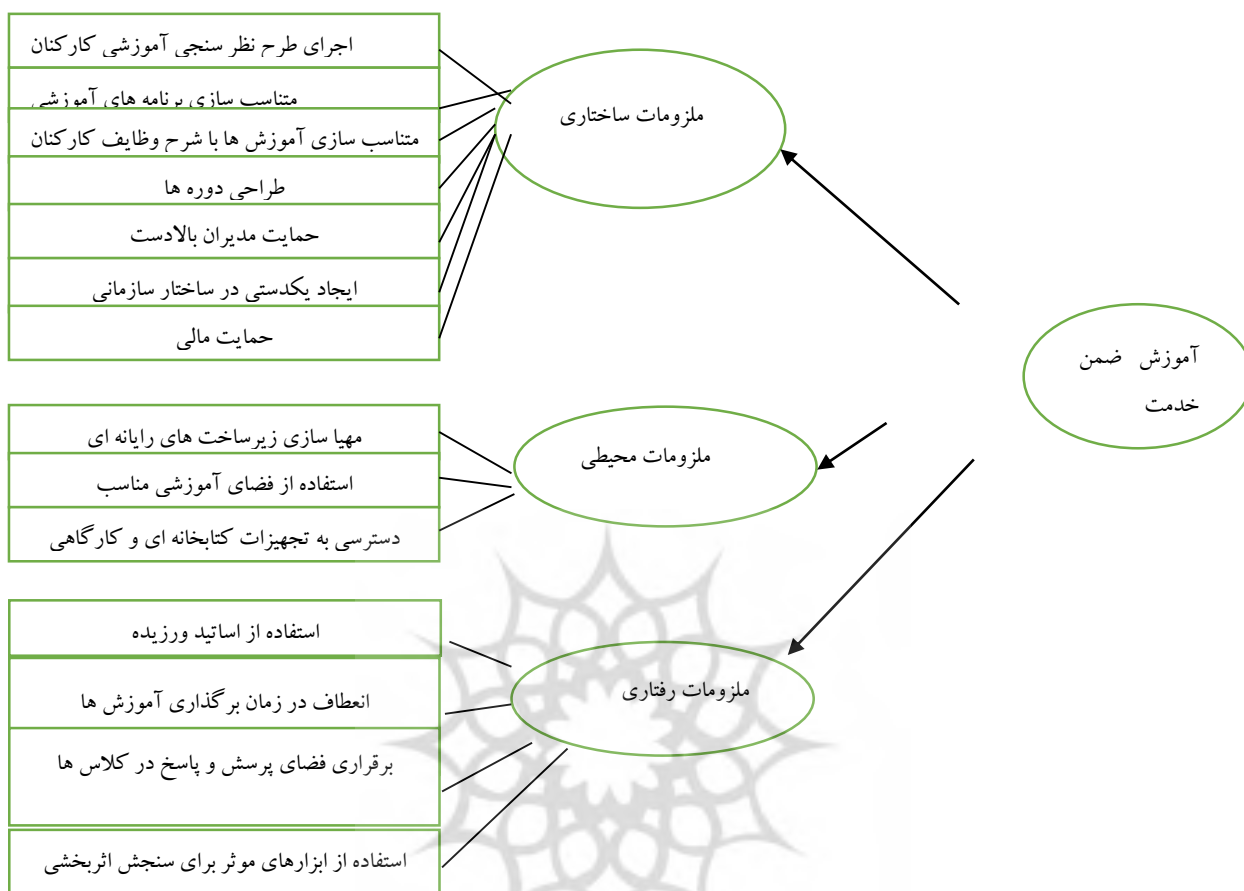 آموزش ضمن
خدمت
ملزومات ساختاری
اجرای طرح نظر سنجی آموزشی کارکنان
متناسب سازی برنامه های آموزشی
متناسب سازی آموزش ها با شرح وظایف کارکنان
طراحی دوره ها
حمایت مدیران بالادست
ایجاد یکدستی در ساختار سازمانی
حمایت مالی
ملزومات محیطی
مهیا سازی زیرساخت های رایانه ای
استفاده از فضای آموزشی مناسب
دسترسی به تجهیزات کتابخانه ای و کارگاهی
ملزومات رفتاری
استفاده از اساتید ورزیده
انعطاف در زمان برگذاری آموزش ها
برقراری فضای پرسش و پاسخ در کلاس ها
استفاده از ابزارهای موثر برای سنجش اثربخشی